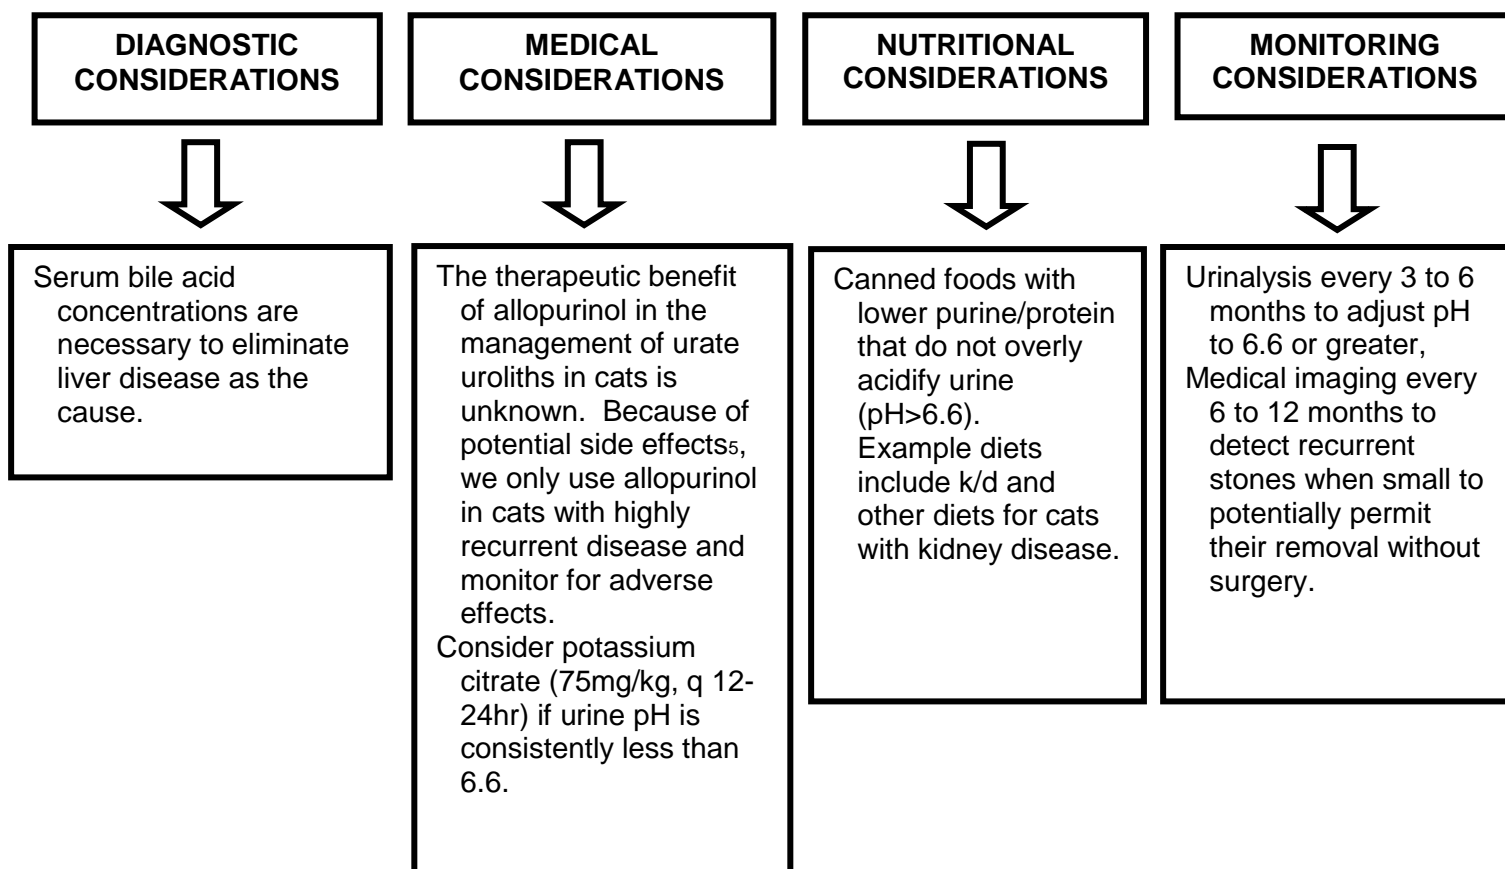 DIAGNOSTIC
CONSIDERATIONS
MEDICAL
CONSIDERATIONS
NUTRITIONAL
CONSIDERATIONS
MONITORING
CONSIDERATIONS
Serum bile acid
concentrations are
necessary to eliminate
liver disease as the
cause.
The therapeutic benefit
of allopurinol in the
management of urate
uroliths in cats is
unknown.  Because of
potential side effects5,
we only use allopurinol
in cats with highly
recurrent disease and
monitor for adverse
effects.
Consider potassium
citrate (75mg/kg, q 12-
24hr) if urine pH is
consistently less than
6.6.
Canned foods with
lower purine/protein
that do not overly
acidify urine
(pH>6.6).
Example diets
include k/d and
other diets for cats
with kidney disease.
Urinalysis every 3 to 6
months to adjust pH
to 6.6 or greater,
Medical imaging every
6 to 12 months to
detect recurrent
stones when small to
potentially permit
their removal without
surgery.